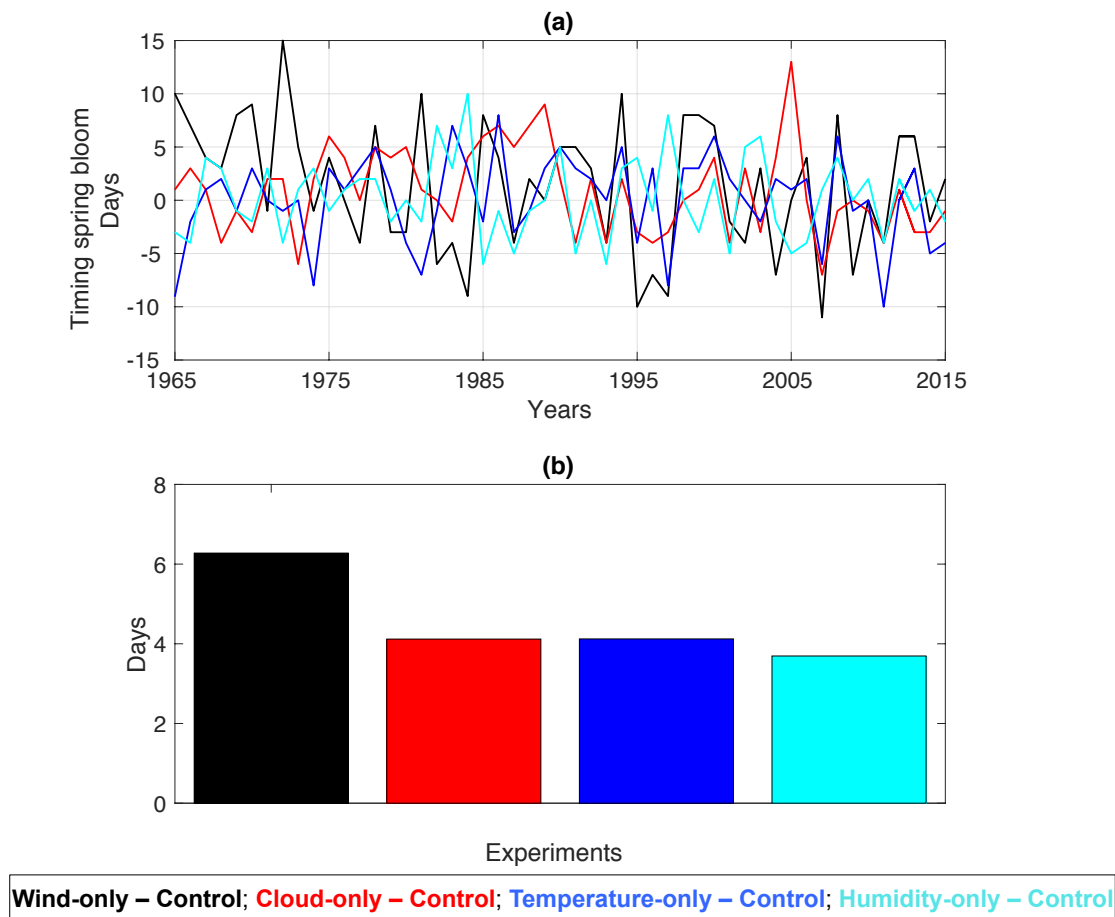 (a)
15
10
5
0
-5
-10
-15
Timing spring bloom
Days
1965 1975 1985 1995 2005 2015
Years
(b)
8
6
4
2
0
Days
Experiments
Wind-only – Control; Cloud-only – Control; Temperature-only – Control; Humidity-only – Control